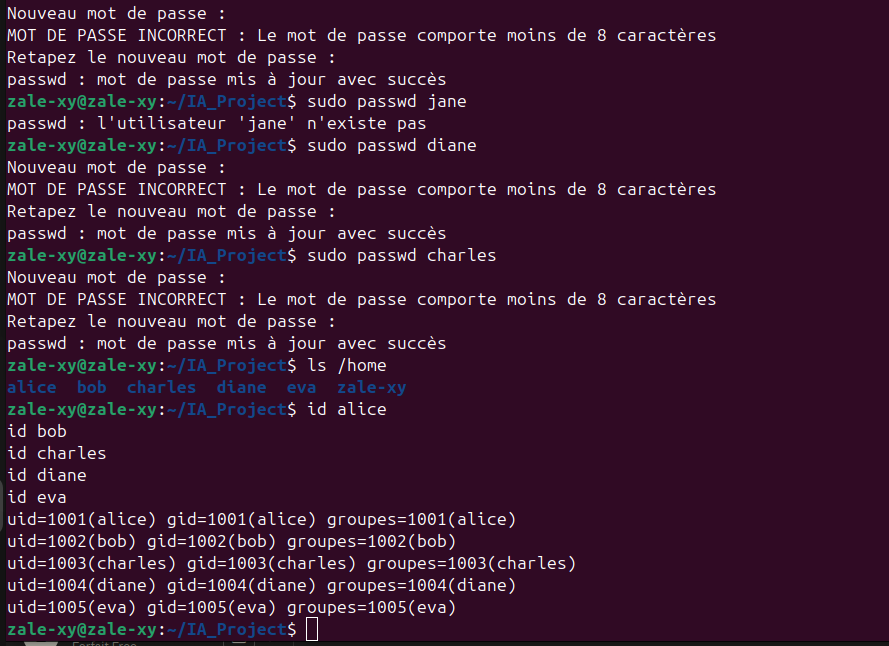 Nouveau mot de passe :
MOT DE PASSE INCORRECT : Le mot de passe comporte moins de 8 caractères
Retapez le nouveau mot de passe :
passwd : mot de passe mis à jour avec succès
zale-xy@zale-xy:~/IA_Project$ sudo passwd jane
passwd : l'utilisateur 'jane' n'existe pas
zale-xy@zale-xy:~/IA_Project$ sudo passwd diane
Nouveau mot de passe :
MOT DE PASSE INCORRECT : Le mot de passe comporte moins de 8 caractères
Retapez le nouveau mot de passe :
passwd : mot de passe mis à jour avec succès
zale-xy@zale-xy:~/IA_Project$ sudo passwd charles
Nouveau mot de passe :
MOT DE PASSE INCORRECT : Le mot de passe comporte moins de 8 caractères
Retapez le nouveau mot de passe :
passwd : mot de passe mis à jour avec succès
zale-xy@zale-xy:~/IA_Project$ ls /home
alice  bob  charles  diane  eva  zale-xy
zale-xy@zale-xy:~/IA_Project$ id alice
id bob
id charles
id diane
id eva
uid=1001(alice) gid=1001(alice) groupes=1001(alice)
uid=1002(bob) gid=1002(bob) groupes=1002(bob)
uid=1003(charles) gid=1003(charles) groupes=1003(charles)
uid=1004(diane) gid=1004(diane) groupes=1004(diane)
uid=1005(eva) gid=1005(eva) groupes=1005(eva)
zale-xy@zale-xy:~/IA_Project$